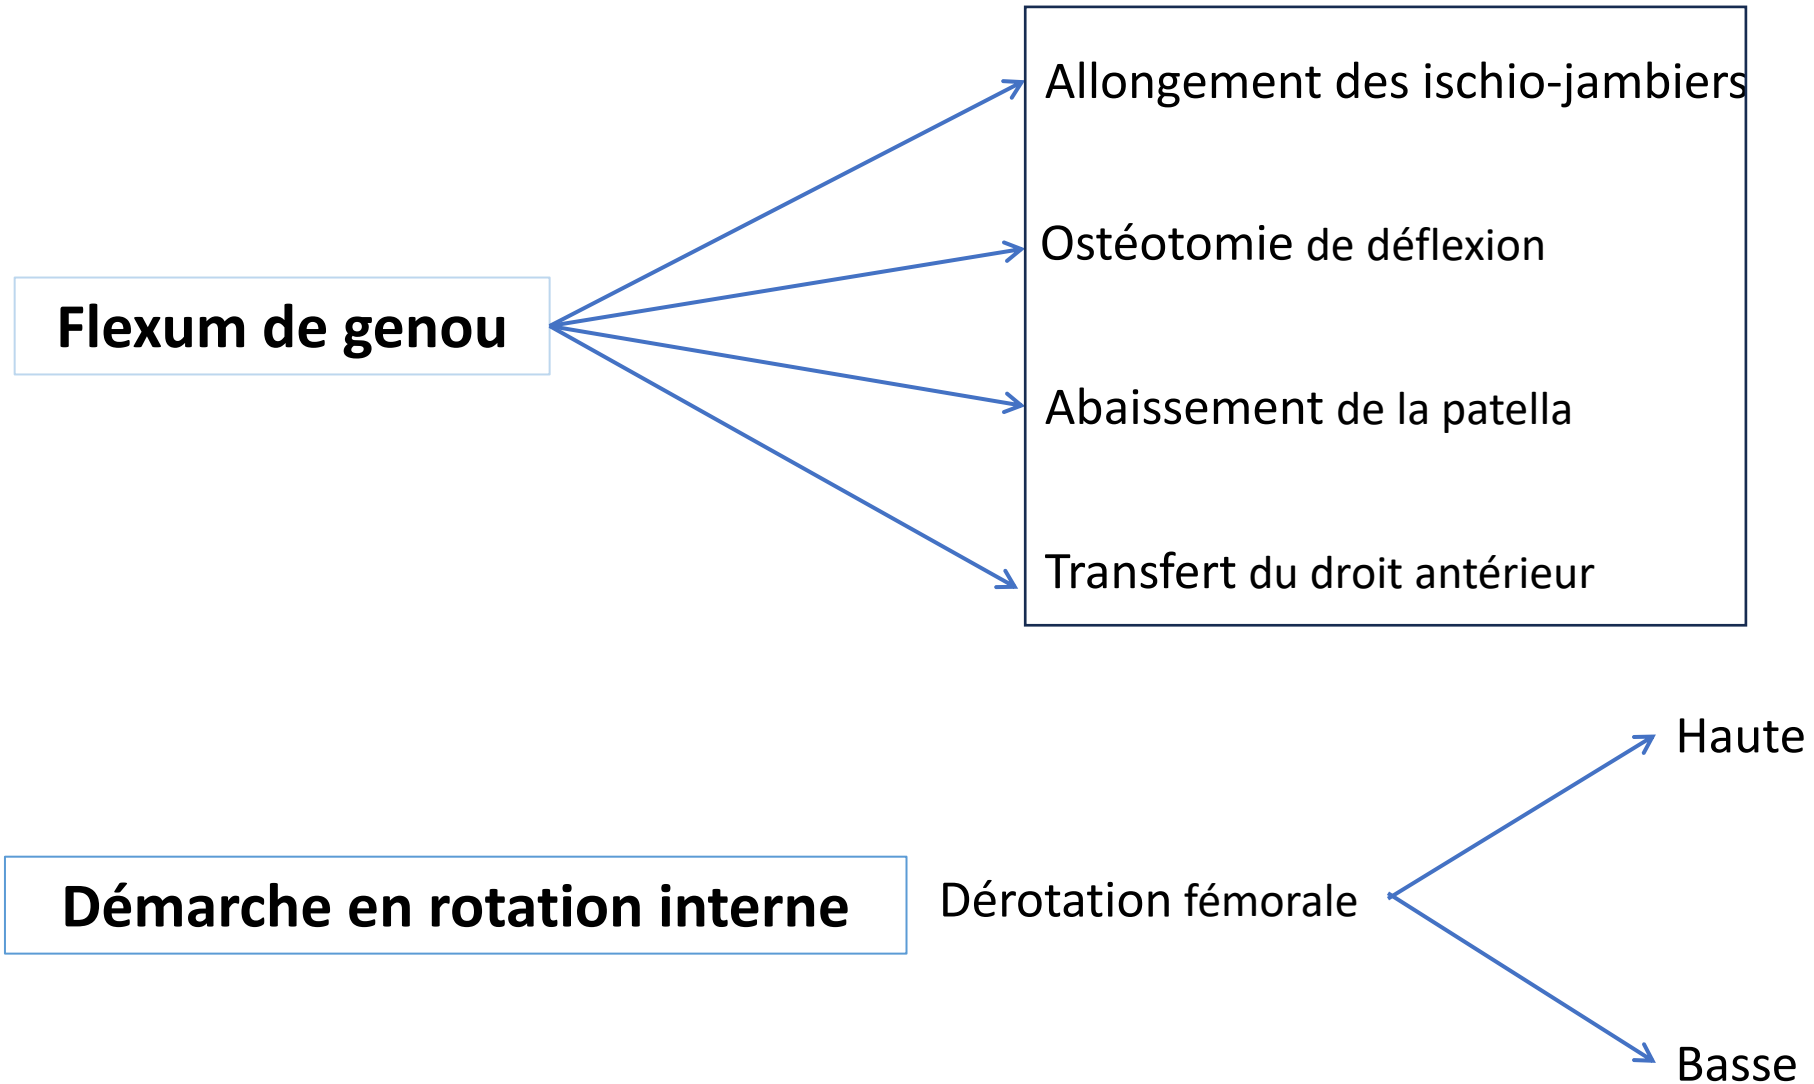 Allongement des ischio-jambiers
Ostéotomie de déflexion
Flexum de genou
Abaissement de la patella
Transfert du droit antérieur
Haute
Démarche en rotation interne
Dérotation fémorale
Basse